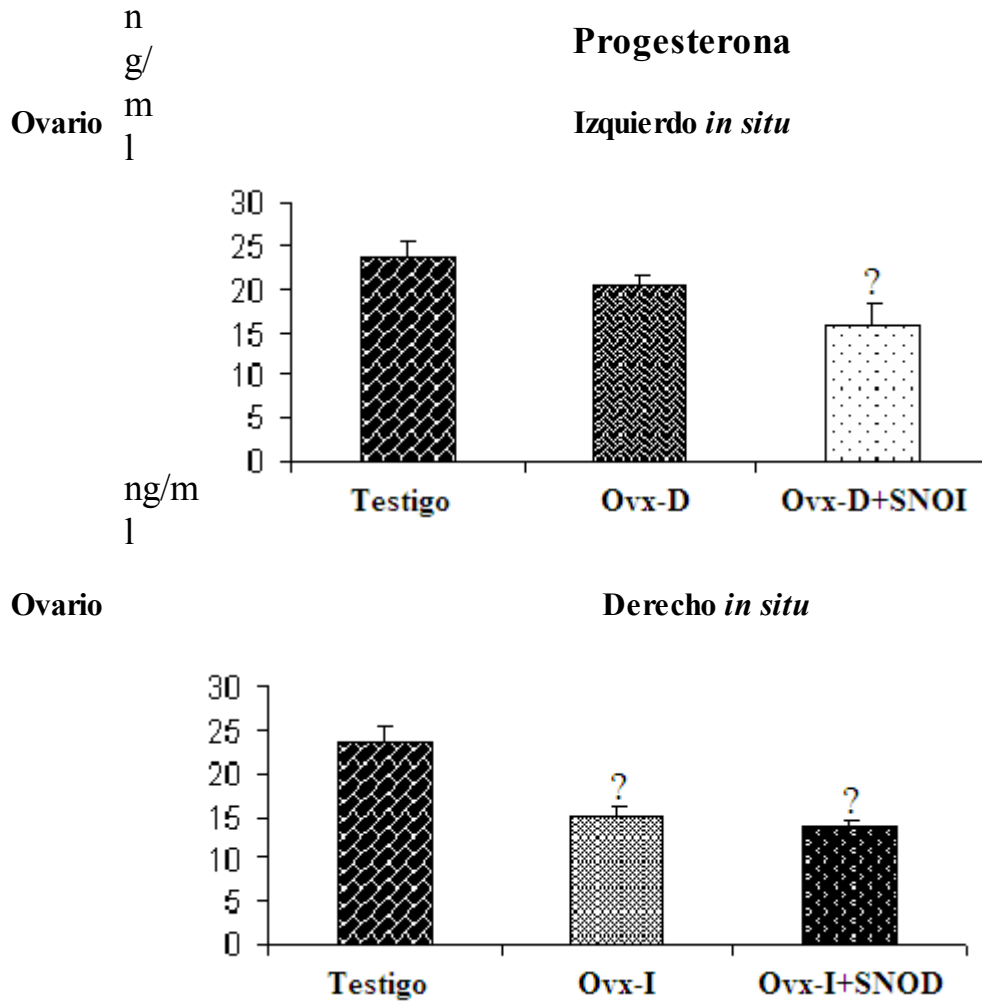 n
g/
m
l
Progesterona
Ovario Izquierdo in situ
30
25
20
15
10
5
0
?
Testigo Ovx-D Ovx-D+SNOI
ng/m
l
Ovario Derecho in situ
30
25
20
15
10
5
0
? ?
Testigo Ovx-I Ovx-I+SNOD